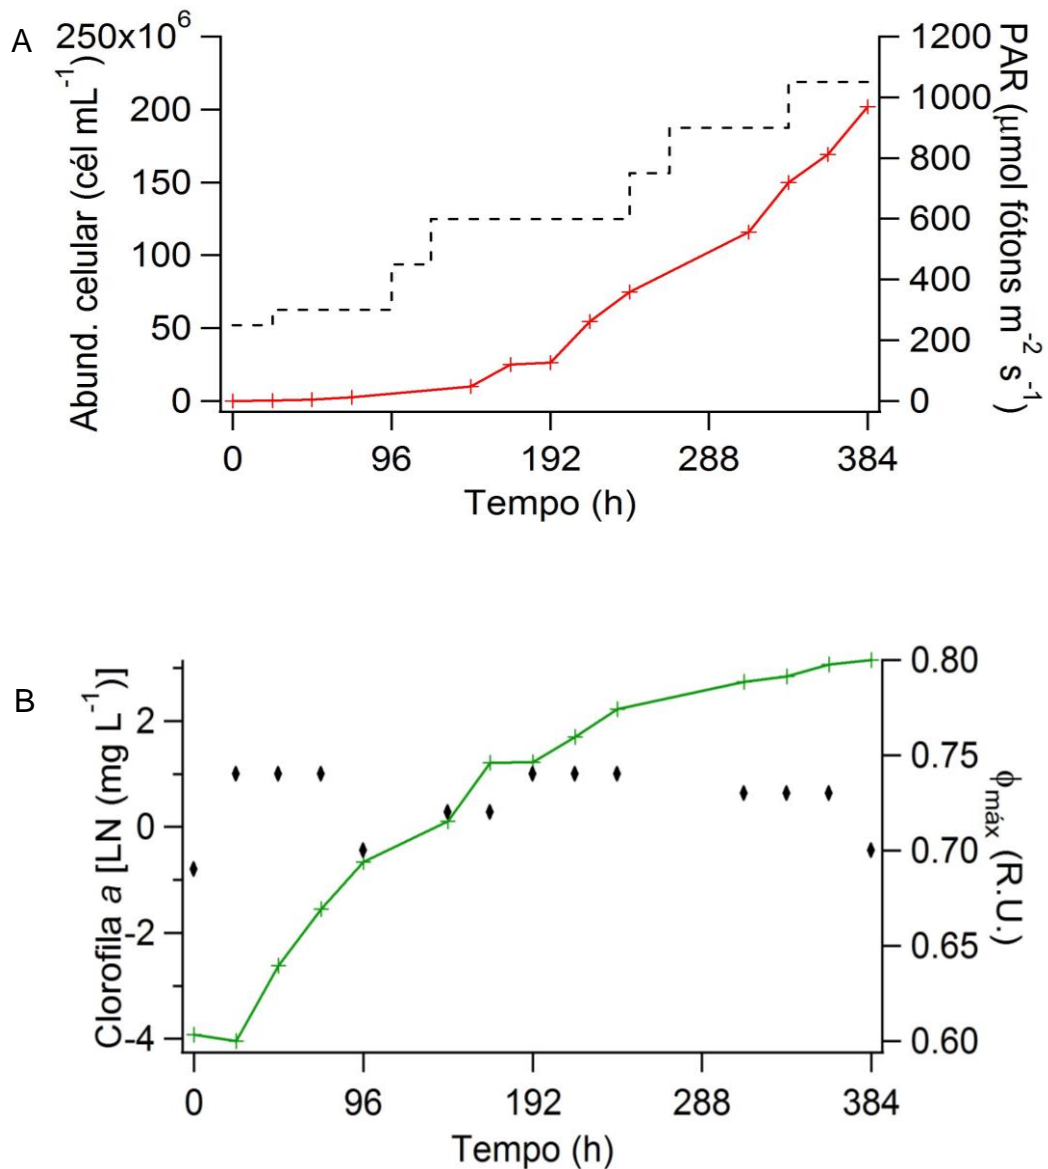 A
250x10⁶
200
150
100
50
0
Abund. celular (cél mL⁻¹)
1200
1000
800
600
400
200
0
PAR (μmol fótons m⁻² s⁻¹)
0 96 192 288 384
Tempo (h)
B
2
0
-2
-4
Clorofila a [LN (mg L⁻¹)]
0.80
0.75
0.70
0.65
0.60
ϕmáx (R.U.)
0 96 192 288 384
Tempo (h)